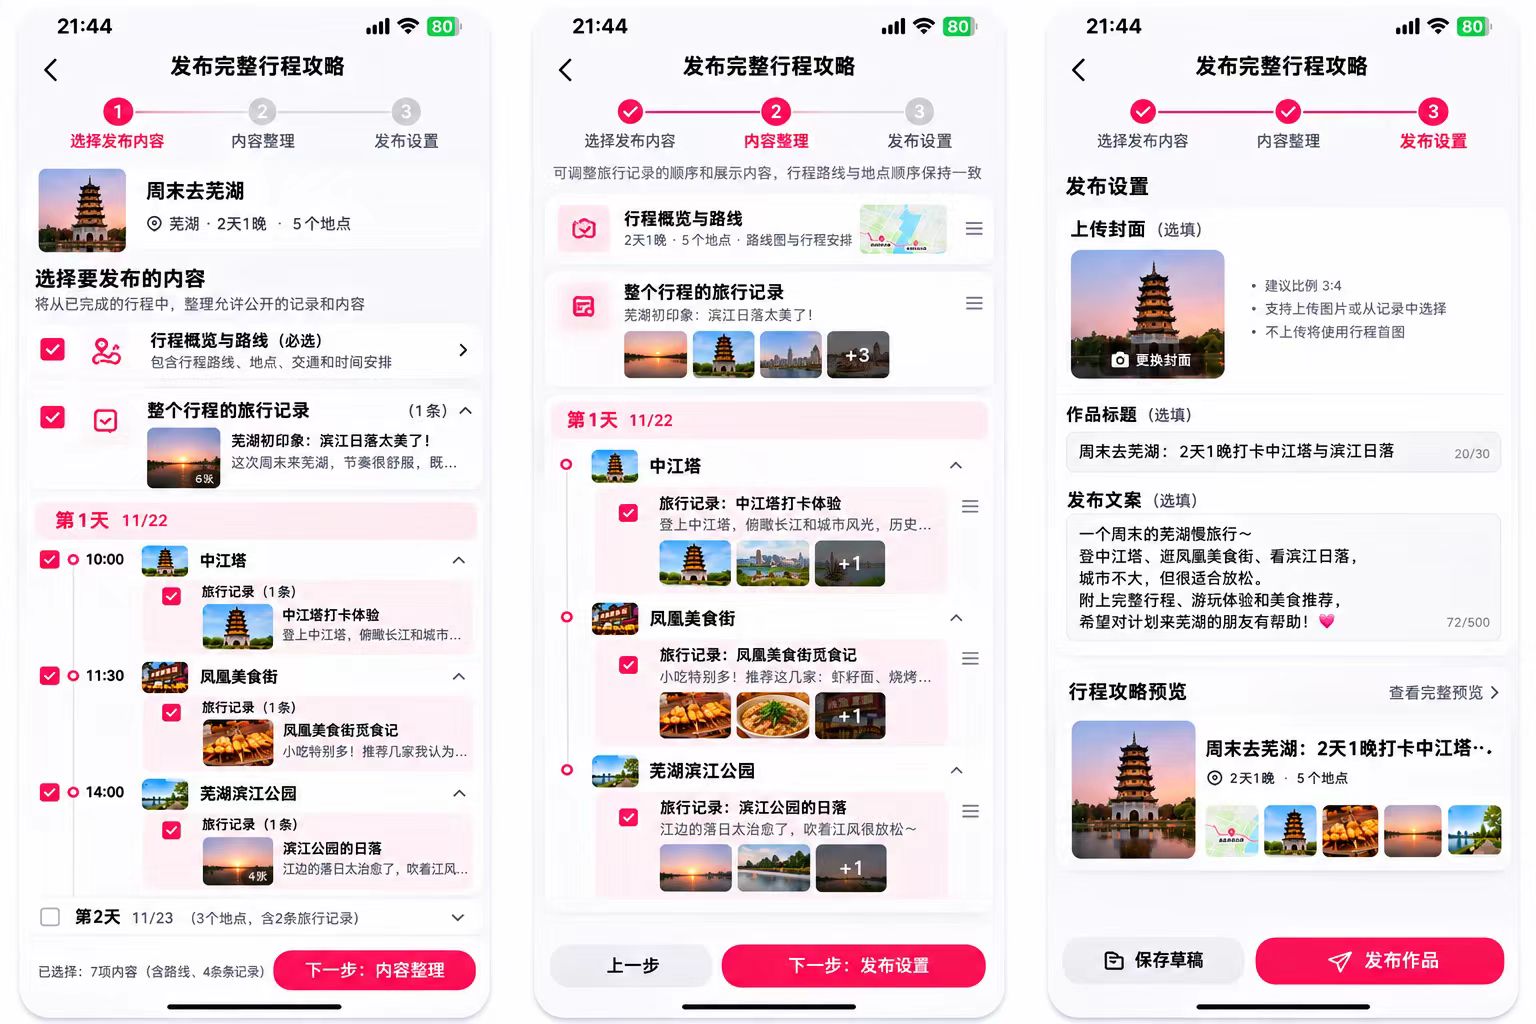 21:44
80
发布完整行程攻略
1
2
3
选择发布内容
内容整理
发布设置
周末去芜湖
芜湖 · 2天1晚 · 5个地点
选择要发布的内容
将从已完成的行程中，整理允许公开的记录和内容
行程概览与路线（必选）
包含行程路线、地点、交通和时间安排
整个行程的旅行记录
(1条)
芜湖初印象：滨江日落太美了！
这次周末来芜湖，节奏很舒服，既...
6张
第1天 11/22
10:00
中江塔
旅行记录（1条）
中江塔打卡体验
登上中江塔，俯瞰长江和城市...
11:30
凤凰美食街
旅行记录（1条）
凤凰美食街觅食记
小吃特别多！推荐几家我认为...
14:00
芜湖滨江公园
旅行记录（1条）
滨江公园的日落
江边的落日太治愈了，吹着江风...
4张
第2天 11/23 （3个地点，含2条旅行记录）
已选择：7项内容（含路线、4条条记录）
下一步：内容整理
21:44
80
发布完整行程攻略
2
3
选择发布内容
内容整理
发布设置
可调整旅行记录的顺序和展示内容，行程路线与地点顺序保持一致
行程概览与路线
2天1晚 · 5个地点 · 路线图与行程安排
整个行程的旅行记录
芜湖初印象：滨江日落太美了！
+3
第1天 11/22
中江塔
旅行记录：中江塔打卡体验
登上中江塔，俯瞰长江和城市风光，历史...
+1
凤凰美食街
旅行记录：凤凰美食街觅食记
小吃特别多！推荐这几家：虾籽面、烧烤...
+1
芜湖滨江公园
旅行记录：滨江公园的日落
江边的落日太治愈了，吹着江风很放松～
+1
上一步
下一步：发布设置
21:44
80
发布完整行程攻略
3
选择发布内容
内容整理
发布设置
发布设置
上传封面（选填）
更换封面
• 建议比例 3:4
• 支持上传图片或从记录中选择
• 不上传将使用行程首图
作品标题（选填）
周末去芜湖：2天1晚打卡中江塔与滨江日落
20/30
发布文案（选填）
一个周末的芜湖慢旅行～
登中江塔、逛凤凰美食街、看滨江日落，
城市不大，但很适合放松。
附上完整行程、游玩体验和美食推荐，
希望对计划来芜湖的朋友有帮助！💗
72/500
行程攻略预览
查看完整预览
周末去芜湖：2天1晚打卡中江塔···
2天1晚 · 5个地点
保存草稿
发布作品